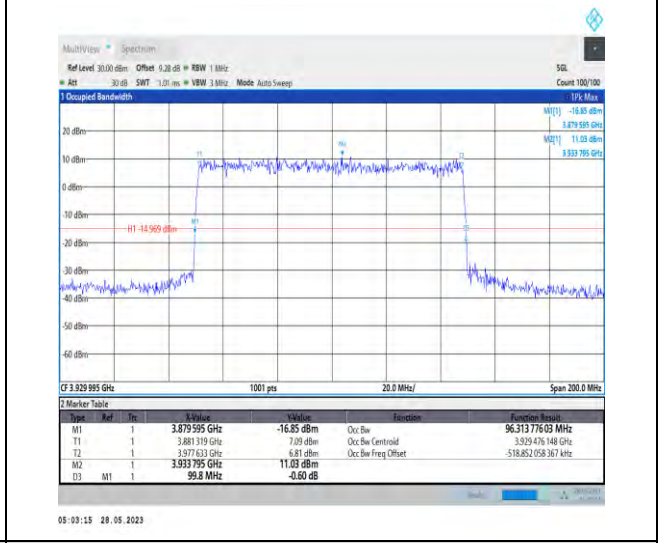 MultiView Spectrum
Ref Level 30.00 dBm Offset 9.28 dB RBW 1 MHz SGL
Att 30 dB SWT 1.01 ms VBW 3 MHz Mode Auto Sweep Count 100/100
1 Occupied Bandwidth 1Pk Max
M1[1] -16.85 dBm
3.879 595 GHz
M2[1] 11.03 dBm
3.933 795 GHz
20 dBm
10 dBm
0 dBm
-10 dBm
-20 dBm
-30 dBm
-40 dBm
-50 dBm
-60 dBm
T1
M2
T2
M1
H1 -14.969 dBm
D3
CF 3.929 995 GHz 1001 pts 20.0 MHz/ Span 200.0 MHz
2 Marker Table
Type Ref Trc X-Value Y-Value Function Function Result
M1 1 3.879 595 GHz -16.85 dBm Occ Bw 96.313 776 03 MHz
T1 1 3.881 319 GHz 7.09 dBm Occ Bw Centroid 3.929 476 148 GHz
T2 1 3.977 633 GHz 6.81 dBm Occ Bw Freq Offset -518.852 058 367 kHz
M2 1 3.933 795 GHz 11.03 dBm
D3 M1 1 99.8 MHz -0.60 dB
05:03:15 28.05.2023